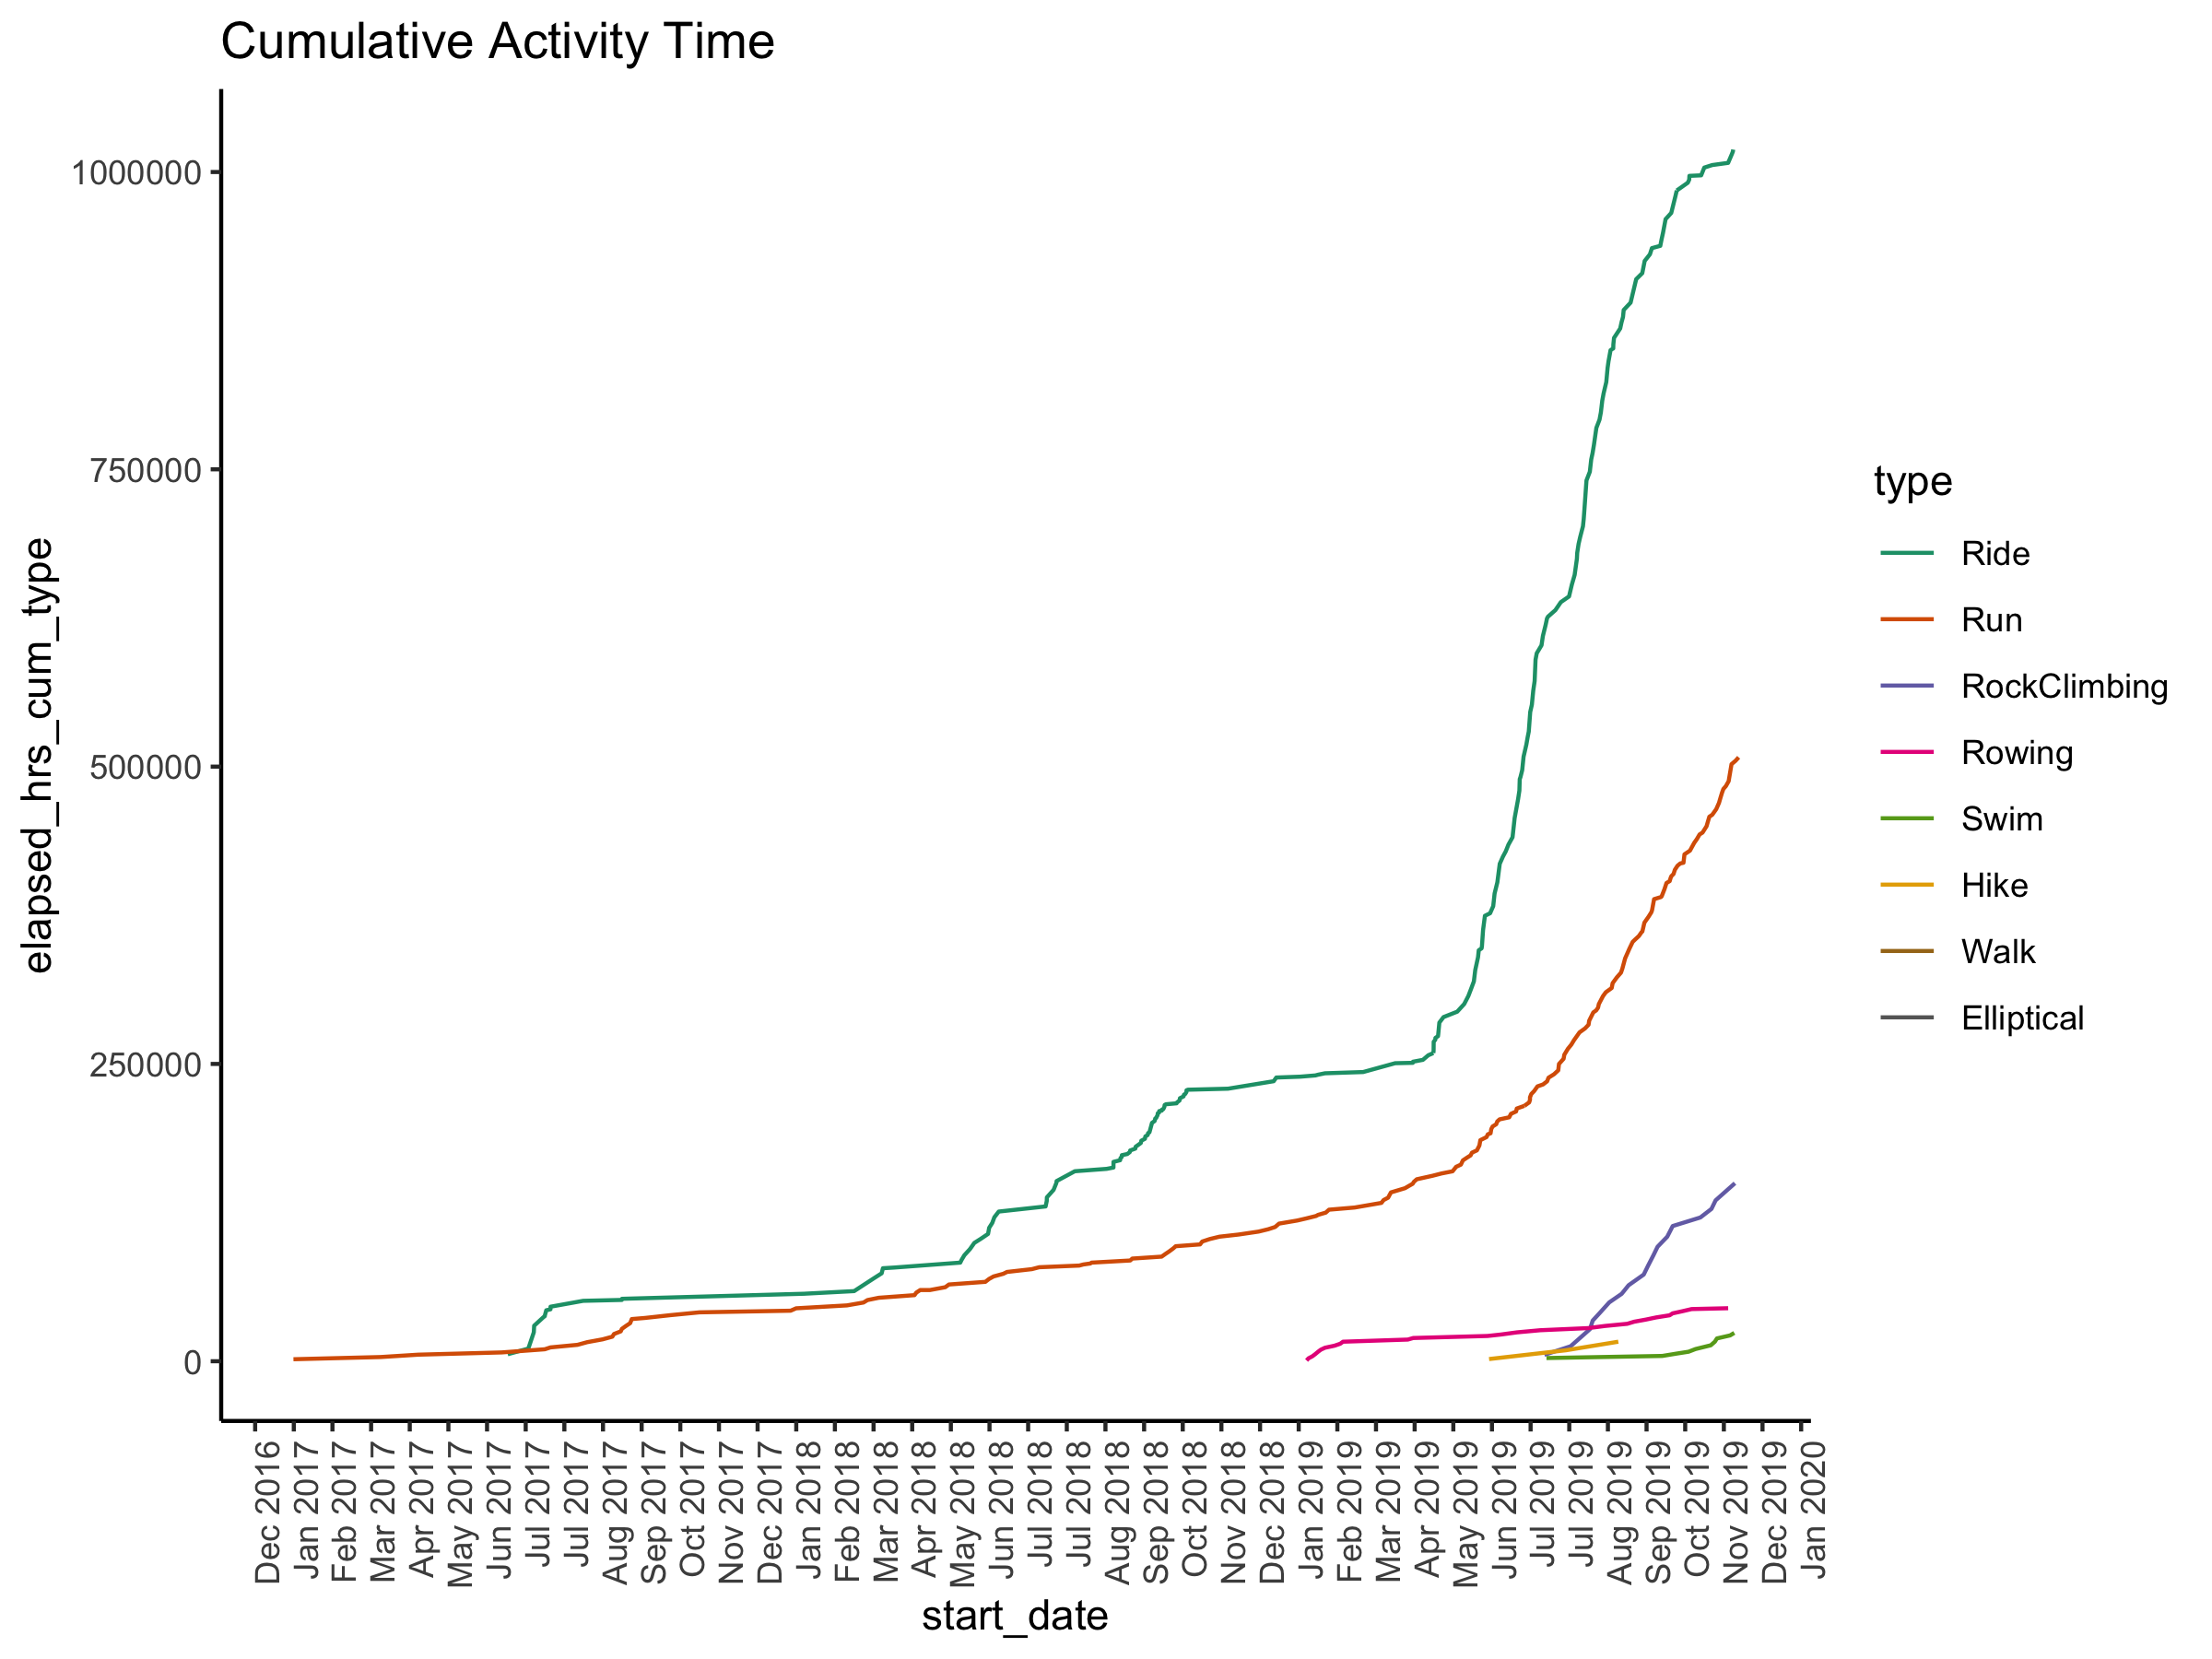 Cumulative Activity Time
elapsed_hrs_cum_type
1000000
750000
500000
250000
0
Dec 2016
Jan 2017
Feb 2017
Mar 2017
Apr 2017
May 2017
Jun 2017
Jul 2017
Jul 2017
Aug 2017
Sep 2017
Oct 2017
Nov 2017
Dec 2017
Jan 2018
Feb 2018
Mar 2018
Apr 2018
May 2018
Jun 2018
Jul 2018
Jul 2018
Aug 2018
Sep 2018
Oct 2018
Nov 2018
Dec 2018
Jan 2019
Feb 2019
Mar 2019
Apr 2019
May 2019
Jun 2019
Jul 2019
Jul 2019
Aug 2019
Sep 2019
Oct 2019
Nov 2019
Dec 2019
Jan 2020
start_date
type
Ride
Run
RockClimbing
Rowing
Swim
Hike
Walk
Elliptical